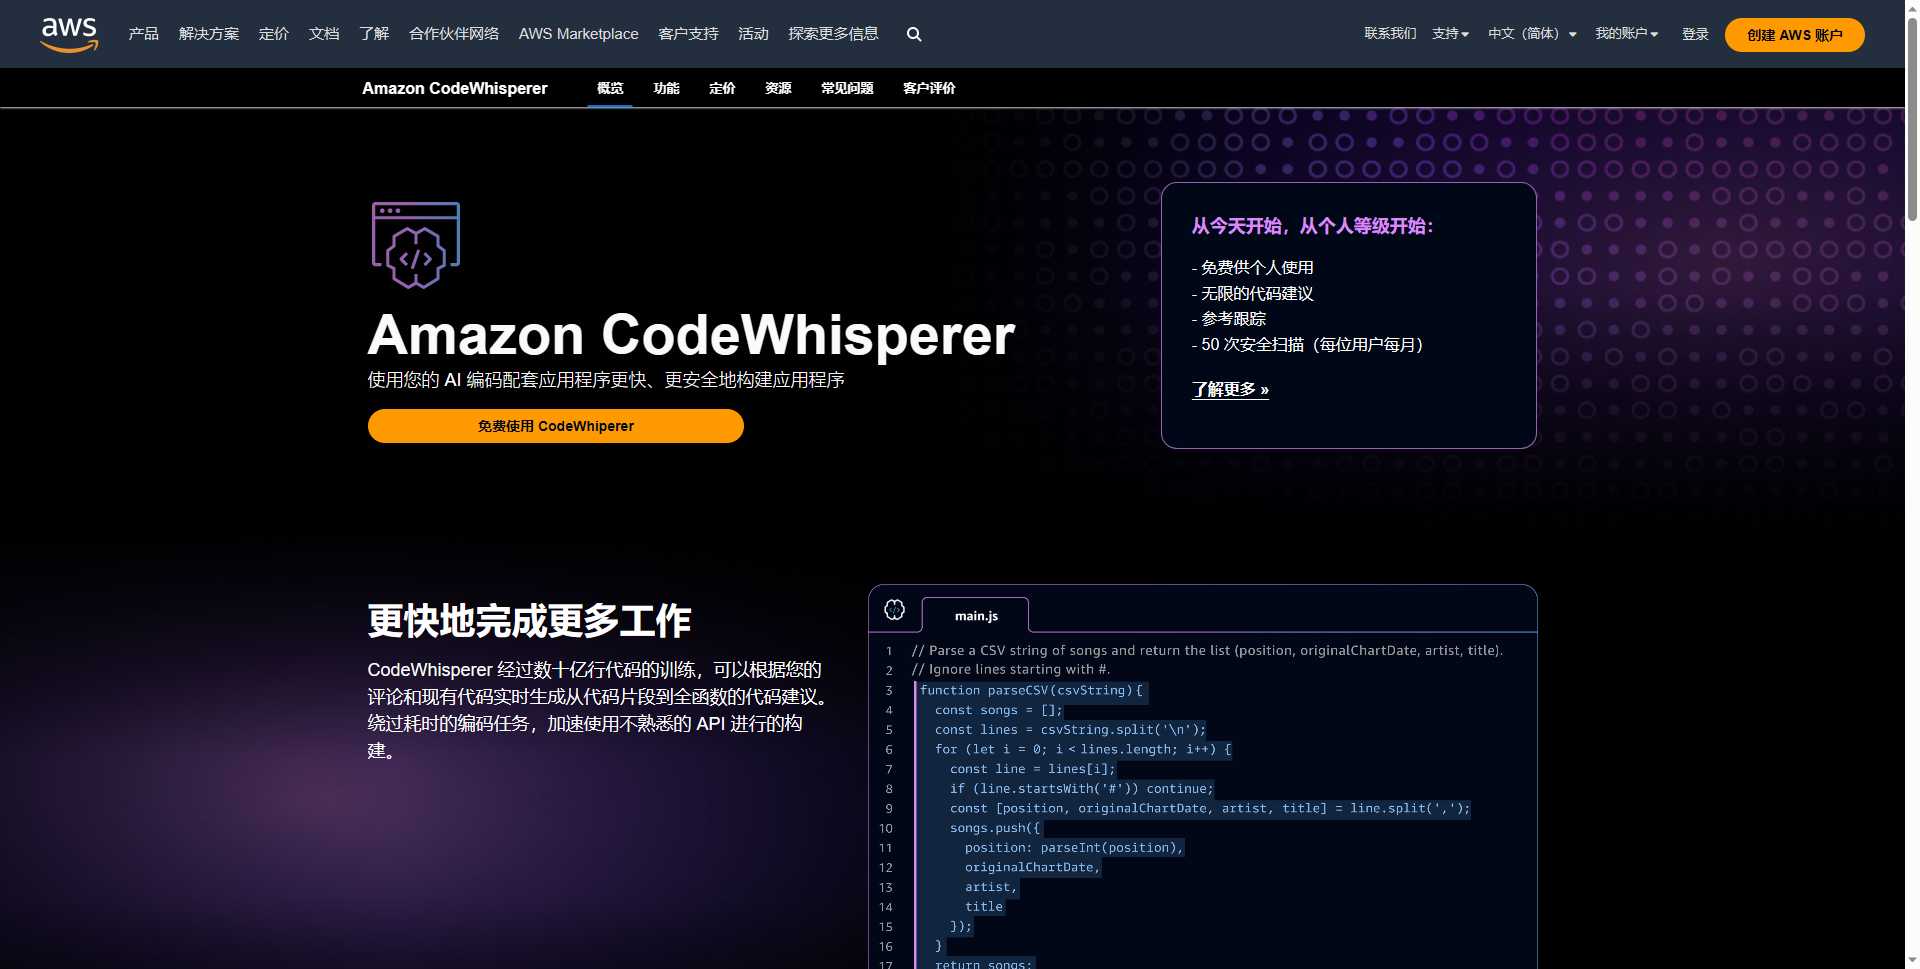 aws
产品 解决方案 定价 文档 了解 合作伙伴网络 AWS Marketplace 客户支持 活动 探索更多信息
联系我们 支持 中文（简体） 我的账户 登录 创建 AWS 账户
Amazon CodeWhisperer 概览 功能 定价 资源 常见问题 客户评价
</>
Amazon CodeWhisperer
使用您的 AI 编码配套应用程序更快、更安全地构建应用程序
免费使用 CodeWhiperer
从今天开始，从个人等级开始：
- 免费供个人使用
- 无限的代码建议
- 参考跟踪
- 50 次安全扫描（每位用户每月）
了解更多 »
更快地完成更多工作
CodeWhisperer 经过数十亿行代码的训练，可以根据您的
评论和现有代码实时生成从代码片段到全函数的代码建议。
绕过耗时的编码任务，加速使用不熟悉的 API 进行的构
建。
main.js
1 // Parse a CSV string of songs and return the list (position, originalChartDate, artist, title).
2 // Ignore lines starting with #.
3 function parseCSV(csvString){
4 const songs = [];
5 const lines = csvString.split('\n');
6 for (let i = 0; i < lines.length; i++) {
7 const line = lines[i];
8 if (line.startsWith('#')) continue;
9 const [position, originalChartDate, artist, title] = line.split(',');
10 songs.push({
11 position: parseInt(position),
12 originalChartDate,
13 artist,
14 title
15 });
16 }
17 return songs;